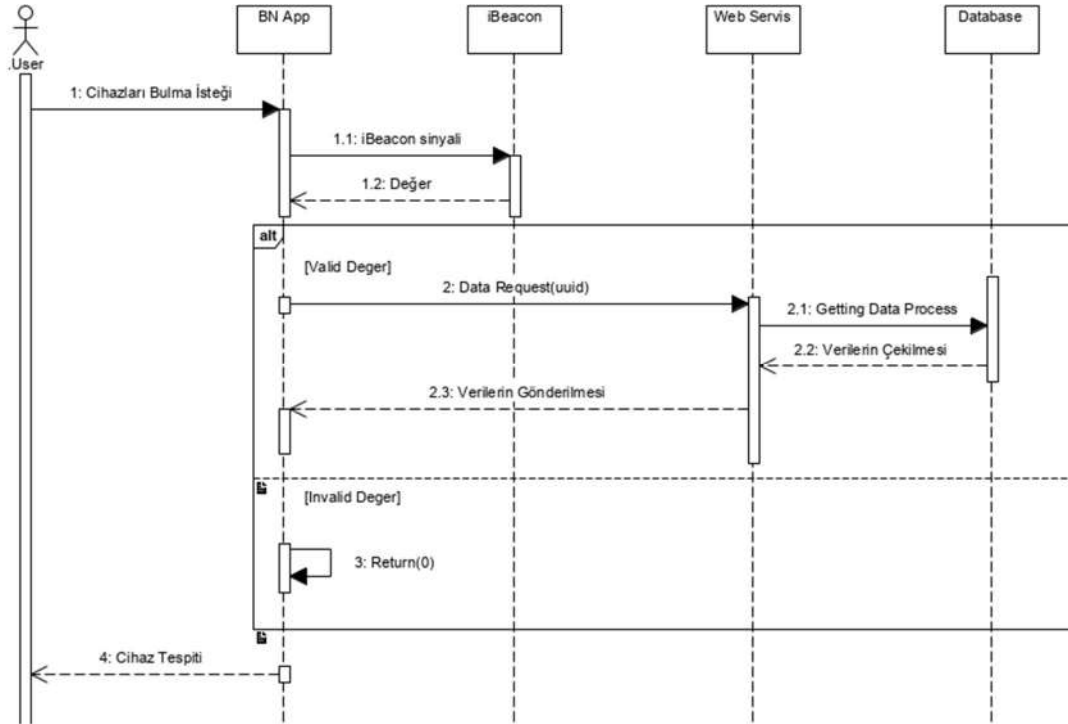 BN App
iBeacon
Web Servis
Database
.User
1: Cihazları Bulma İsteği
1.1: iBeacon sinyali
1.2: Değer
alt
[Valid Deger]
2: Data Request(uuid)
2.1: Getting Data Process
2.2: Verilerin Çekilmesi
2.3: Verilerin Gönderilmesi
[Invalid Deger]
3: Return(0)
4: Cihaz Tespiti